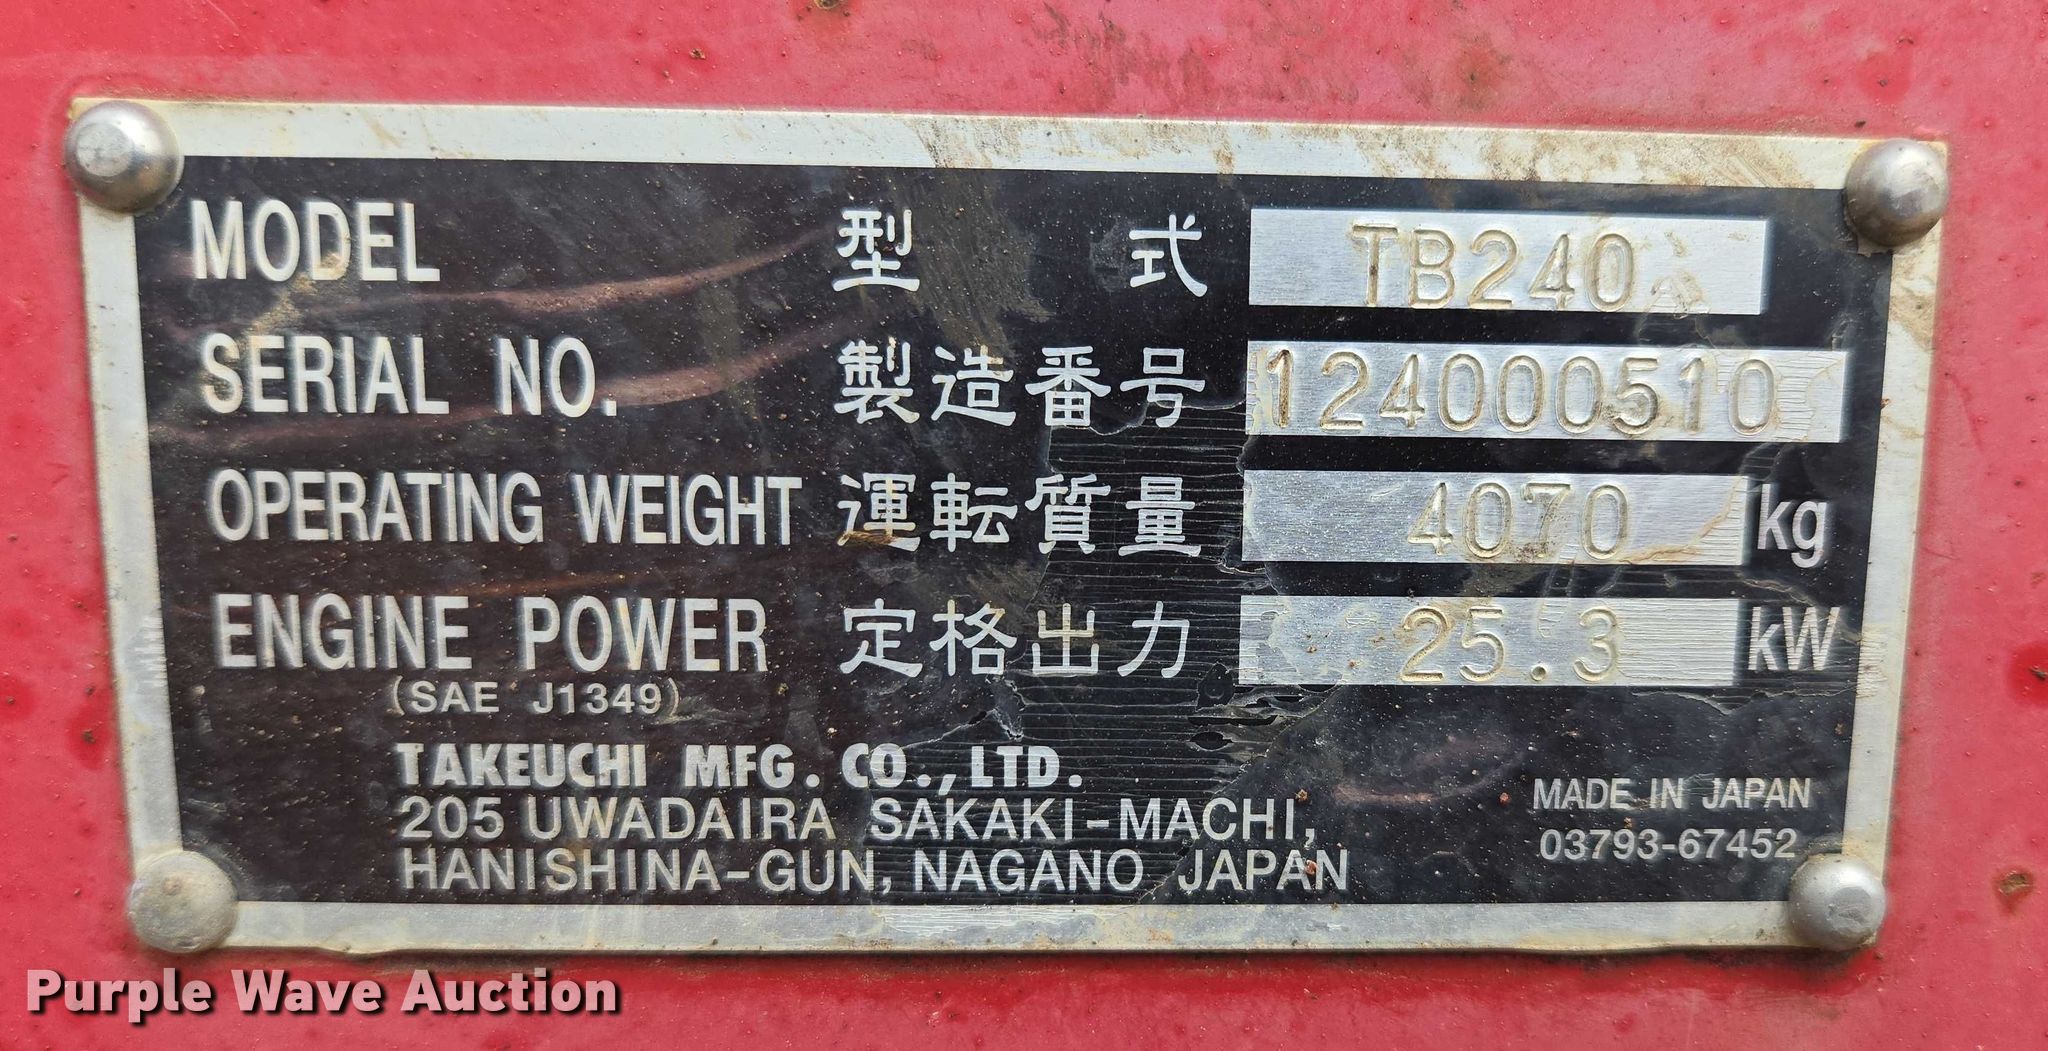 MODEL 型式 TB240
SERIAL NO. 製造番号 124000510
OPERATING WEIGHT 運転質量 4070 kg
ENGINE POWER 定格出力 25.3 kW
(SAE J1349)
TAKEUCHI MFG. CO., LTD.
205 UWADAIRA SAKAKI-MACHI,
HANISHINA-GUN, NAGANO JAPAN
MADE IN JAPAN
03793-67452
Purple Wave Auction